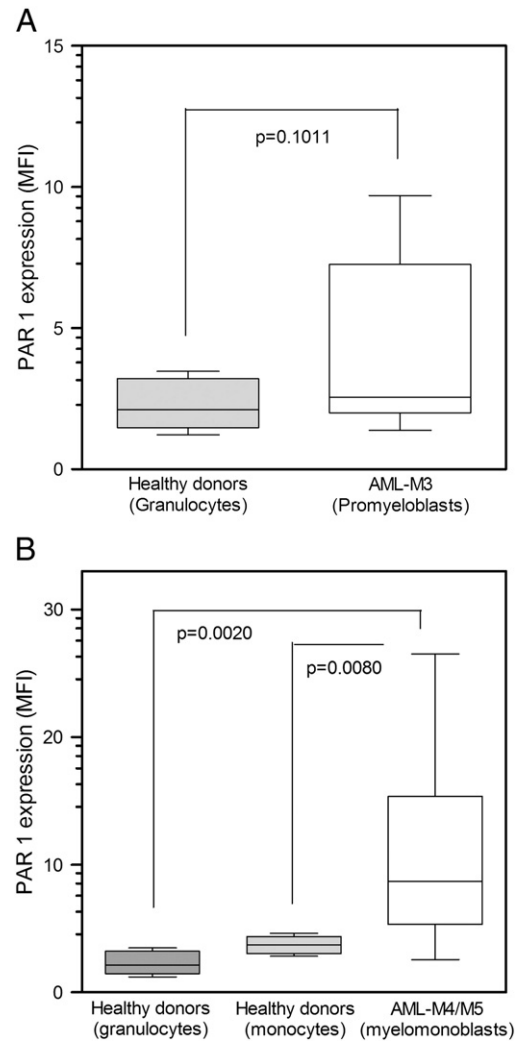 A
15
p=0.1011
10
PAR 1 expression (MFI)
5
0
Healthy donors AML-M3
(Granulocytes) (Promyeloblasts)
B
30
p=0.0020
p=0.0080
20
PAR 1 expression (MFI)
10
0
Healthy donors Healthy donors AML-M4/M5
(granulocytes) (monocytes) (myelomonoblasts)